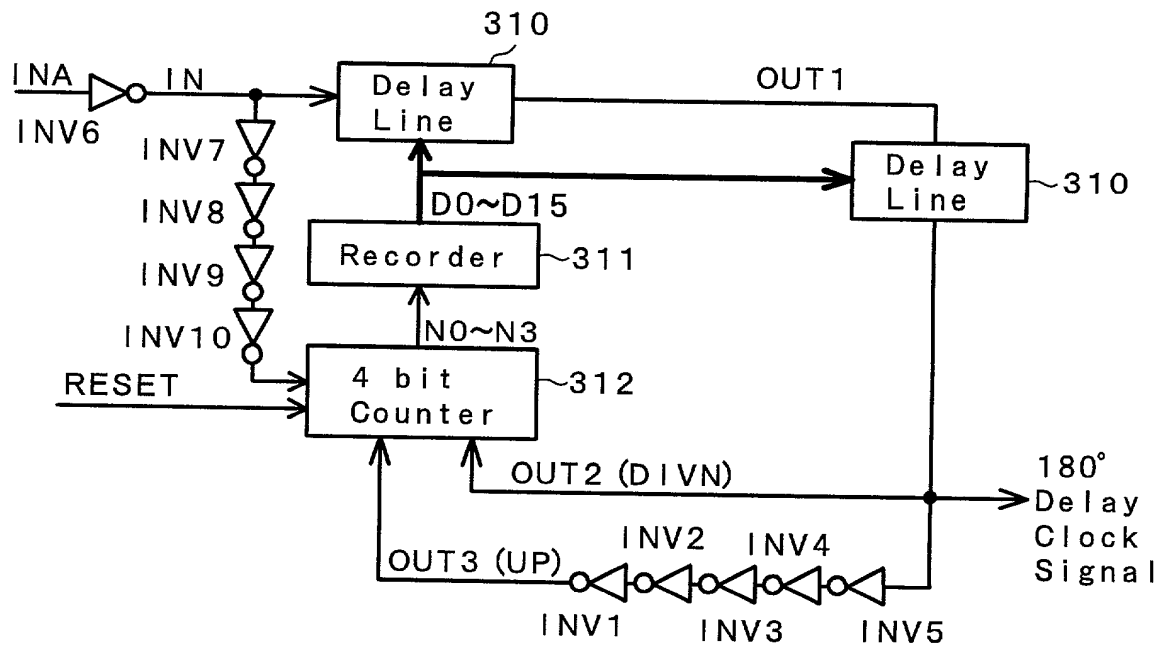 310
INA
IN
Delay
Line
OUT1
INV6
INV7
Delay
Line
310
INV8
D0~D15
INV9
Recorder
311
INV10
N0~N3
RESET
4 bit
Counter
312
OUT2 (DIVN)
180°
Delay
Clock
Signal
OUT3 (UP)
INV2
INV4
INV1
INV3
INV5